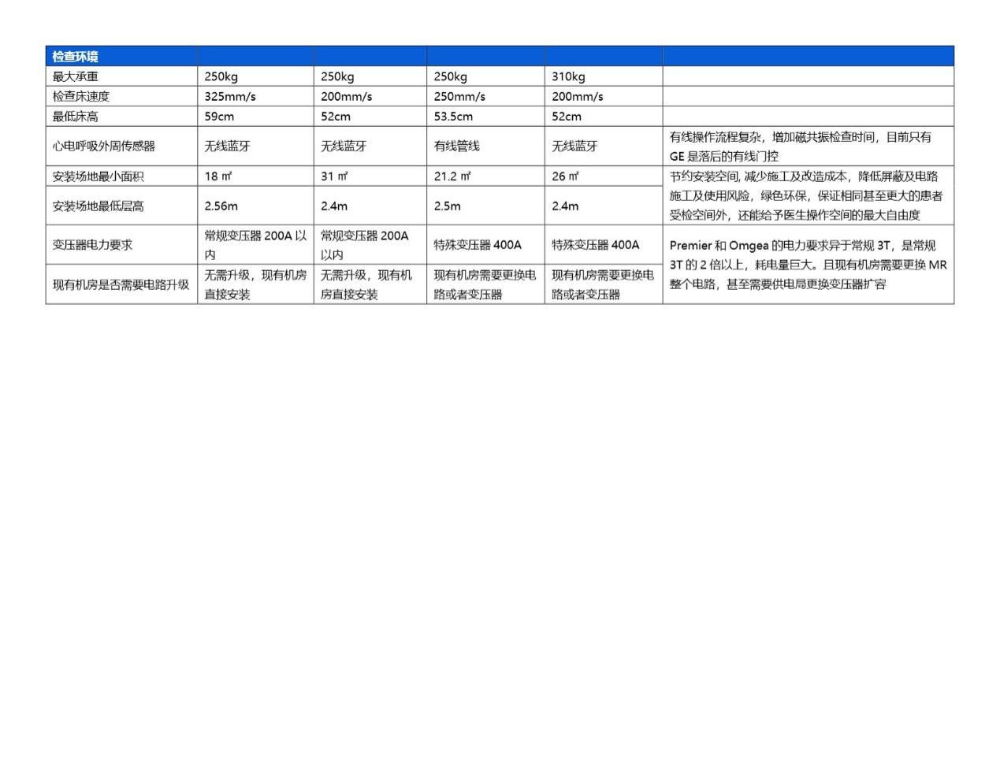 检查环境
最大承重 250kg 250kg 250kg 310kg
检查床速度 325mm/s 200mm/s 250mm/s 200mm/s
最低床高 59cm 52cm 53.5cm 52cm
心电呼吸外周传感器 无线蓝牙 无线蓝牙 有线管线 无线蓝牙
有线操作流程复杂，增加磁共振检查时间，目前只有
GE 是落后的有线门控
安装场地最小面积 18 ㎡ 31 ㎡ 21.2 ㎡ 26 ㎡
安装场地最低层高 2.56m 2.4m 2.5m 2.4m
节约安装空间, 减少施工及改造成本，降低屏蔽及电路
施工及使用风险，绿色环保，保证相同甚至更大的患者
受检空间外，还能给予医生操作空间的最大自由度
变压器电力要求
常规变压器 200A 以
内
常规变压器 200A
以内
特殊变压器 400A
特殊变压器 400A
现有机房是否需要电路升级
无需升级，现有机房
直接安装
无需升级，现有机
房直接安装
现有机房需要更换电
路或者变压器
现有机房需要更换电
路或者变压器
Premier 和 Omgea 的电力要求异于常规 3T，是常规
3T 的 2 倍以上，耗电量巨大。且现有机房需要更换 MR
整个电路，甚至需要供电局更换变压器扩容